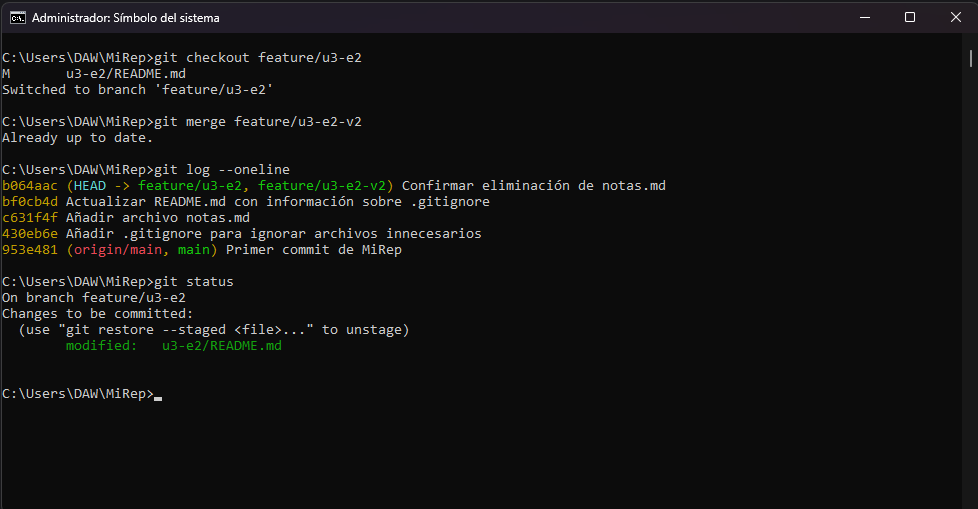 Administrador: Símbolo del sistema
C:\Users\DAW\MiRep>git checkout feature/u3-e2
M       u3-e2/README.md
Switched to branch 'feature/u3-e2'
C:\Users\DAW\MiRep>git merge feature/u3-e2-v2
Already up to date.
C:\Users\DAW\MiRep>git log --oneline
b064aac (HEAD -> feature/u3-e2, feature/u3-e2-v2) Confirmar eliminación de notas.md
bf0cb4d Actualizar README.md con información sobre .gitignore
c631f4f Añadir archivo notas.md
430eb6e Añadir .gitignore para ignorar archivos innecesarios
953e481 (origin/main, main) Primer commit de MiRep
C:\Users\DAW\MiRep>git status
On branch feature/u3-e2
Changes to be committed:
  (use "git restore --staged <file>..." to unstage)
        modified:   u3-e2/README.md
C:\Users\DAW\MiRep>